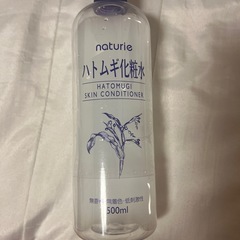 naturie
ハトムギ化粧水
HATOMUGI
SKIN CONDITIONER
500ml